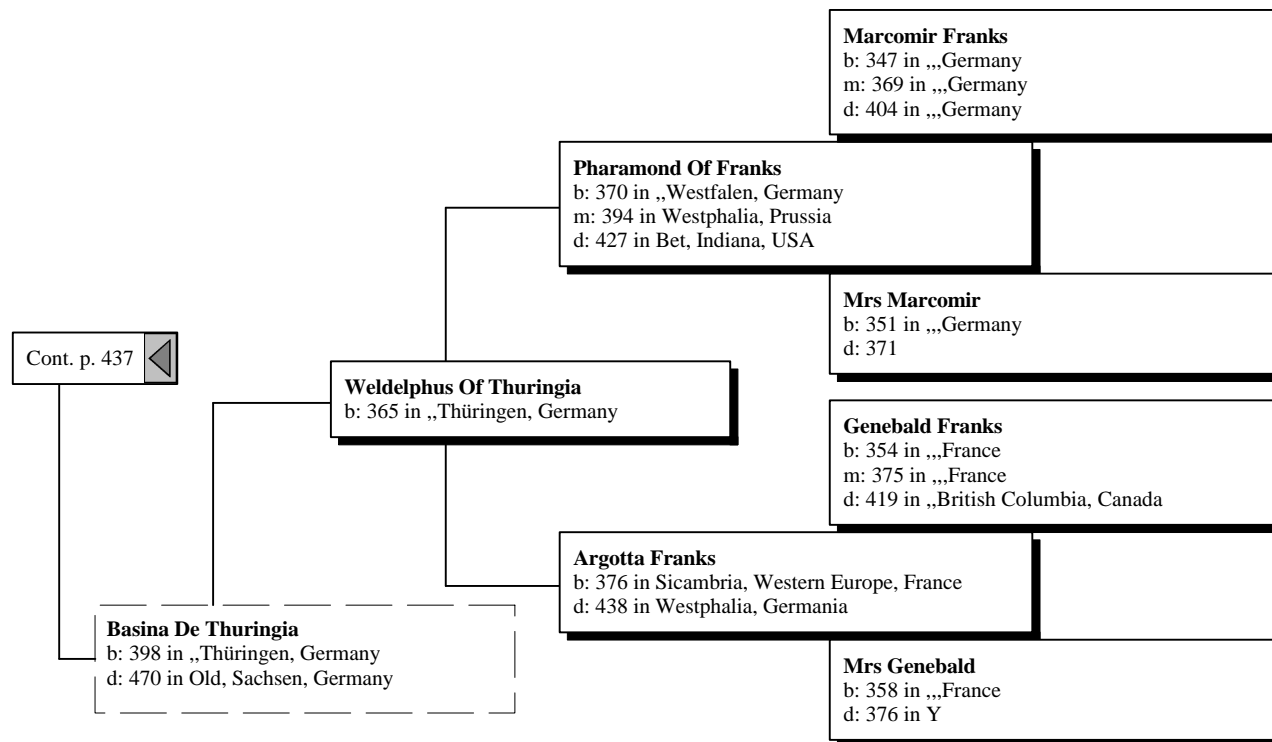 Marcomir Franks
b: 347 in ,,,Germany
m: 369 in ,,,Germany
d: 404 in ,,,Germany
Pharamond Of Franks
b: 370 in ,,Westfalen, Germany
m: 394 in Westphalia, Prussia
d: 427 in Bet, Indiana, USA
Mrs Marcomir
b: 351 in ,,,Germany
d: 371
Cont. p. 437
Weldelphus Of Thuringia
b: 365 in ,,Thüringen, Germany
Genebald Franks
b: 354 in ,,,France
m: 375 in ,,,France
d: 419 in ,,British Columbia, Canada
Argotta Franks
b: 376 in Sicambria, Western Europe, France
d: 438 in Westphalia, Germania
Basina De Thuringia
b: 398 in ,,Thüringen, Germany
d: 470 in Old, Sachsen, Germany
Mrs Genebald
b: 358 in ,,,France
d: 376 in Y